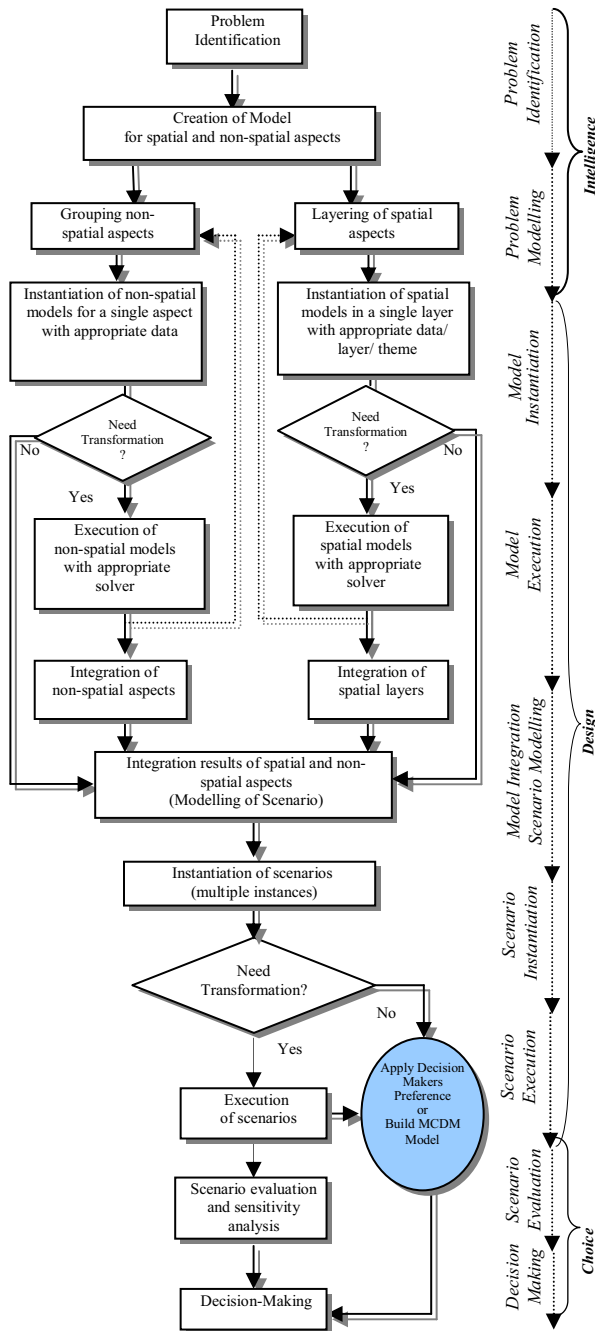 Problem
Identification
Creation of Model
for spatial and non-spatial aspects
Grouping non-
spatial aspects
Layering of spatial
aspects
Instantiation of non-spatial
models for a single aspect
with appropriate data
Instantiation of spatial
models in a single layer
with appropriate data/
layer/ theme
Need
Transformation
?
No
Yes
Need
Transformation
?
No
Yes
Execution of
non-spatial models
with appropriate
solver
Execution of
spatial models
with appropriate
solver
Integration of
non-spatial aspects
Integration of
spatial layers
Integration results of spatial and non-
spatial aspects
(Modelling of Scenario)
Instantiation of scenarios
(multiple instances)
Need
Transformation?
No
Yes
Apply Decision
Makers
Preference
or
Build MCDM
Model
Execution
of scenarios
Scenario evaluation
and sensitivity
analysis
Decision-Making
Problem
Identification
Problem
Modelling
Model
Instantiation
Model
Execution
Model Integration
Scenario Modelling
Scenario
Instantiation
Scenario
Execution
Scenario
Evaluation
Decision
Making
Intelligence
Design
Choice